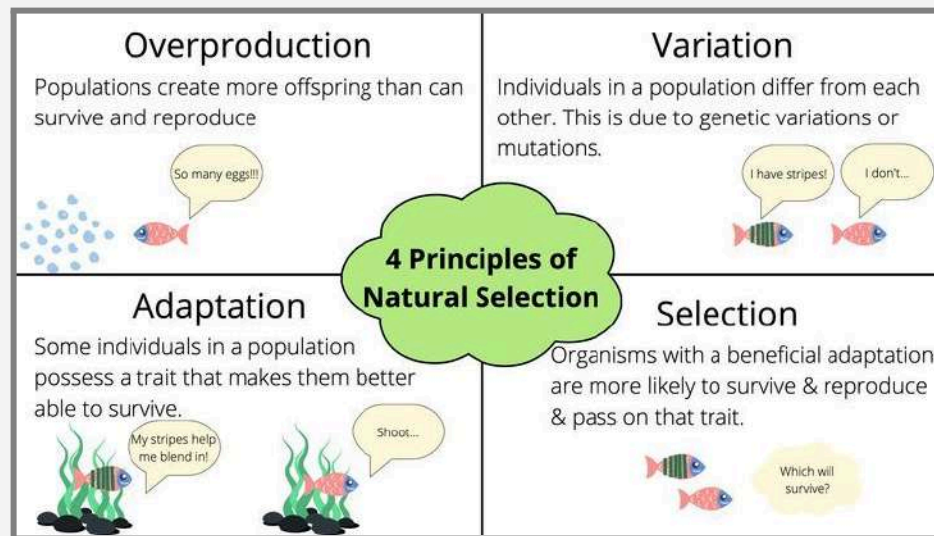 Overproduction
Populations create more offspring than can
survive and reproduce
So many eggs!!!
Variation
Individuals in a population differ from each
other. This is due to genetic variations or
mutations.
I have stripes!
I don't...
4 Principles of
Natural Selection
Adaptation
Some individuals in a population
possess a trait that makes them better
able to survive.
My stripes help
me blend in!
Shoot...
Selection
Organisms with a beneficial adaptation
are more likely to survive & reproduce
& pass on that trait.
Which will
survive?